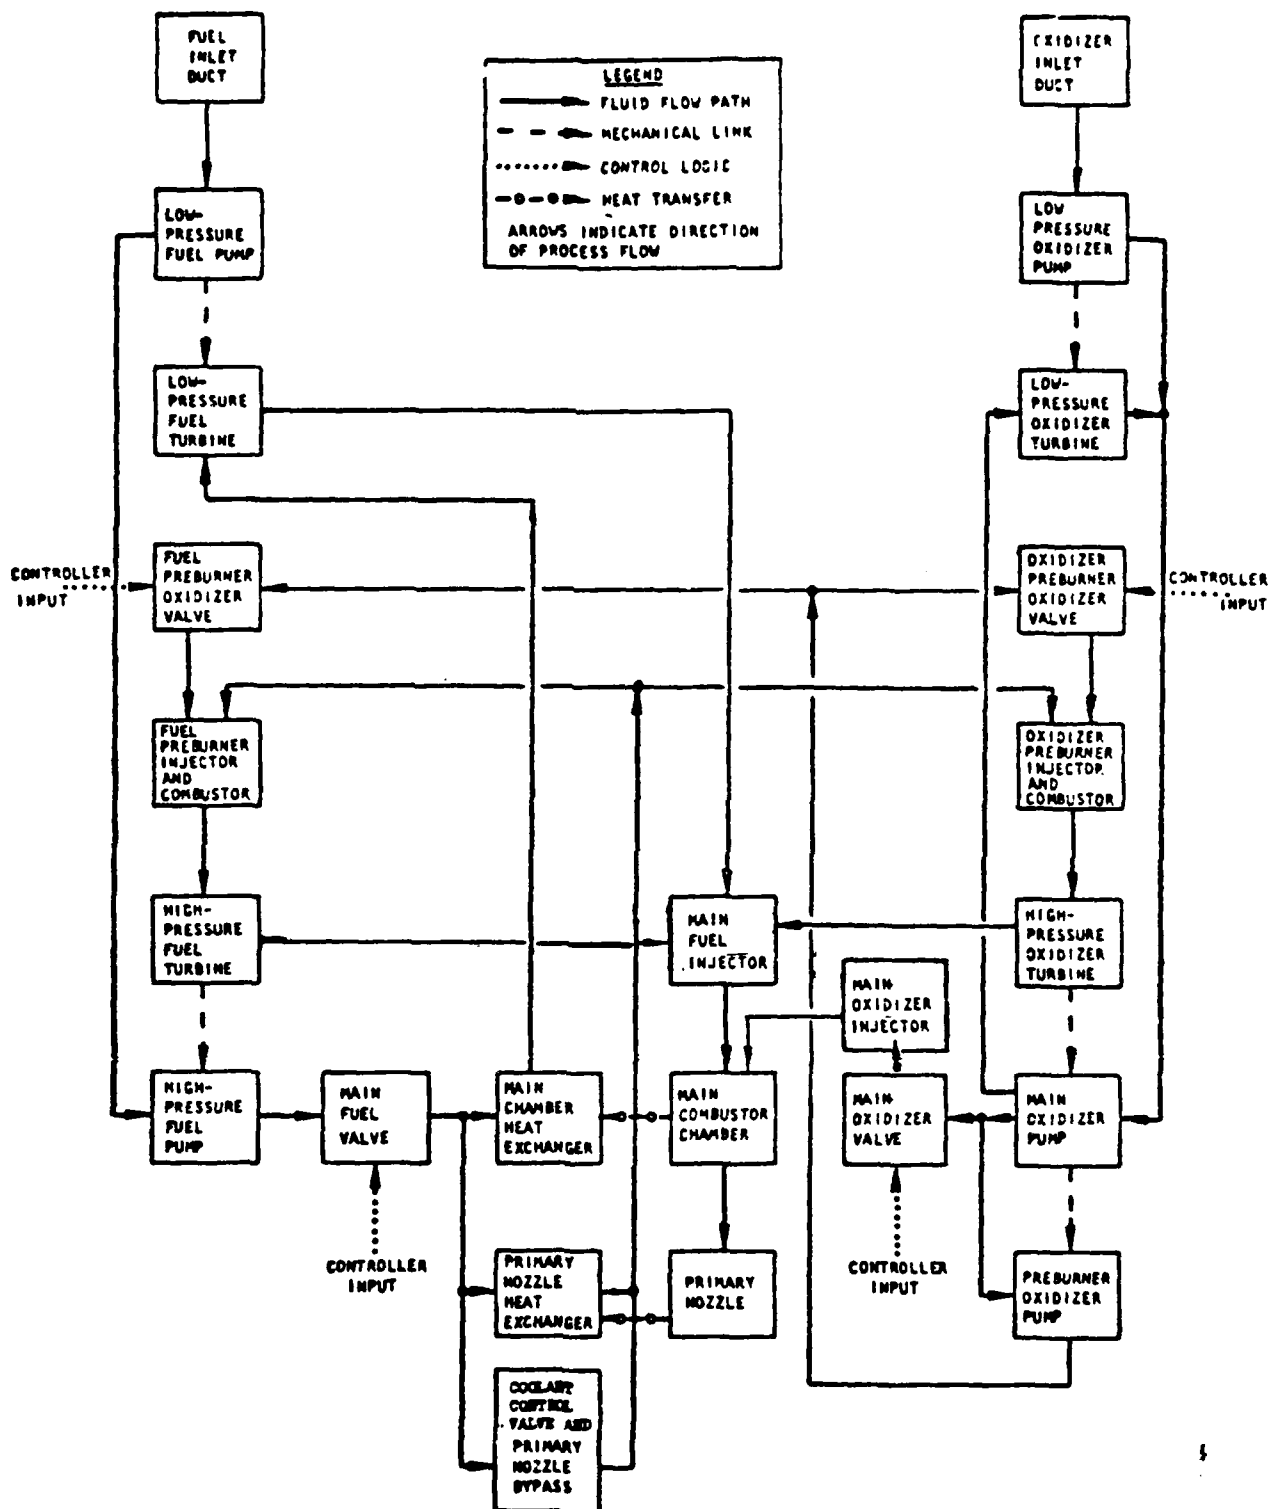 FUEL
INLET
DUCT
OXIDIZER
INLET
DUCT
LEGEND
FLUID FLOW PATH
MECHANICAL LINK
CONTROL LOGIC
HEAT TRANSFER
ARROWS INDICATE DIRECTION
OF PROCESS FLOW
LOW-
PRESSURE
FUEL PUMP
LOW
PRESSURE
OXIDIZER
PUMP
LOW-
PRESSURE
FUEL
TURBINE
LOW-
PRESSURE
OXIDIZER
TURBINE
CONTROLLER
INPUT
FUEL
PREBURNER
OXIDIZER
VALVE
OXIDIZER
PREBURNER
OXIDIZER
VALVE
CONTROLLER
INPUT
FUEL
PREBURNER
INJECTOR
AND
COMBUSTOR
OXIDIZER
PREBURNER
INJECTOR
AND
COMBUSTOR
HIGH-
PRESSURE
FUEL
TURBINE
MAIN
FUEL
INJECTOR
HIGH-
PRESSURE
OXIDIZER
TURBINE
MAIN
OXIDIZER
INJECTOR
HIGH-
PRESSURE
FUEL
PUMP
MAIN
FUEL
VALVE
MAIN
CHAMBER
HEAT
EXCHANGER
MAIN
COMBUSTOR
CHAMBER
MAIN
OXIDIZER
VALVE
MAIN
OXIDIZER
PUMP
CONTROLLER
INPUT
PRIMARY
NOZZLE
HEAT
EXCHANGER
PRIMARY
NOZZLE
CONTROLLER
INPUT
PREBURNER
OXIDIZER
PUMP
COOLANT
CONTROL
VALVE AND
PRIMARY
NOZZLE
BYPASS